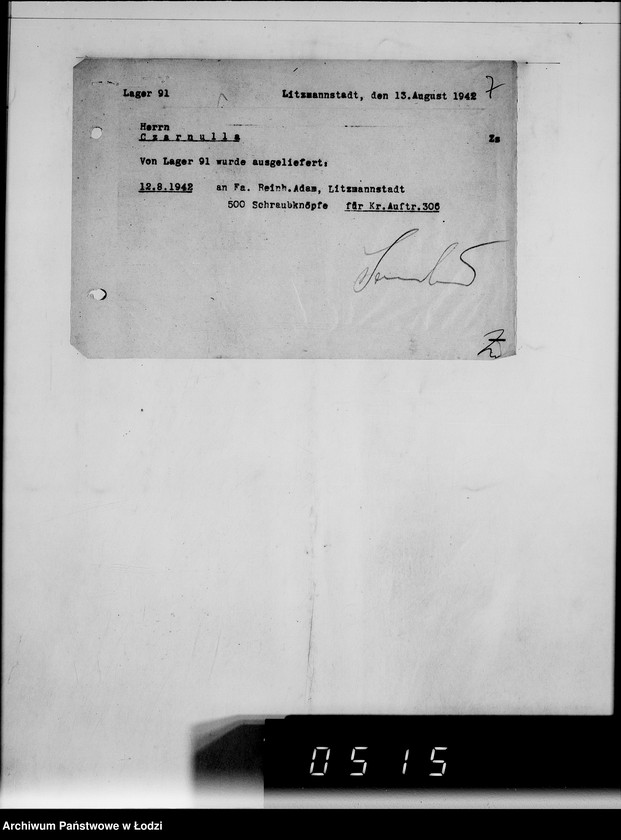 Lager 91
Litzmannstadt, den 13.August 1942
7
Herrn
C z a r n u l l a
Zs
Von Lager 91 wurde ausgeliefert:
12.8.1942 an Fa. Reinh.Adam, Litzmannstadt
500 Schraubknöpfe für Kr.Auftr.306
0515
Archiwum Państwowe w Łodzi